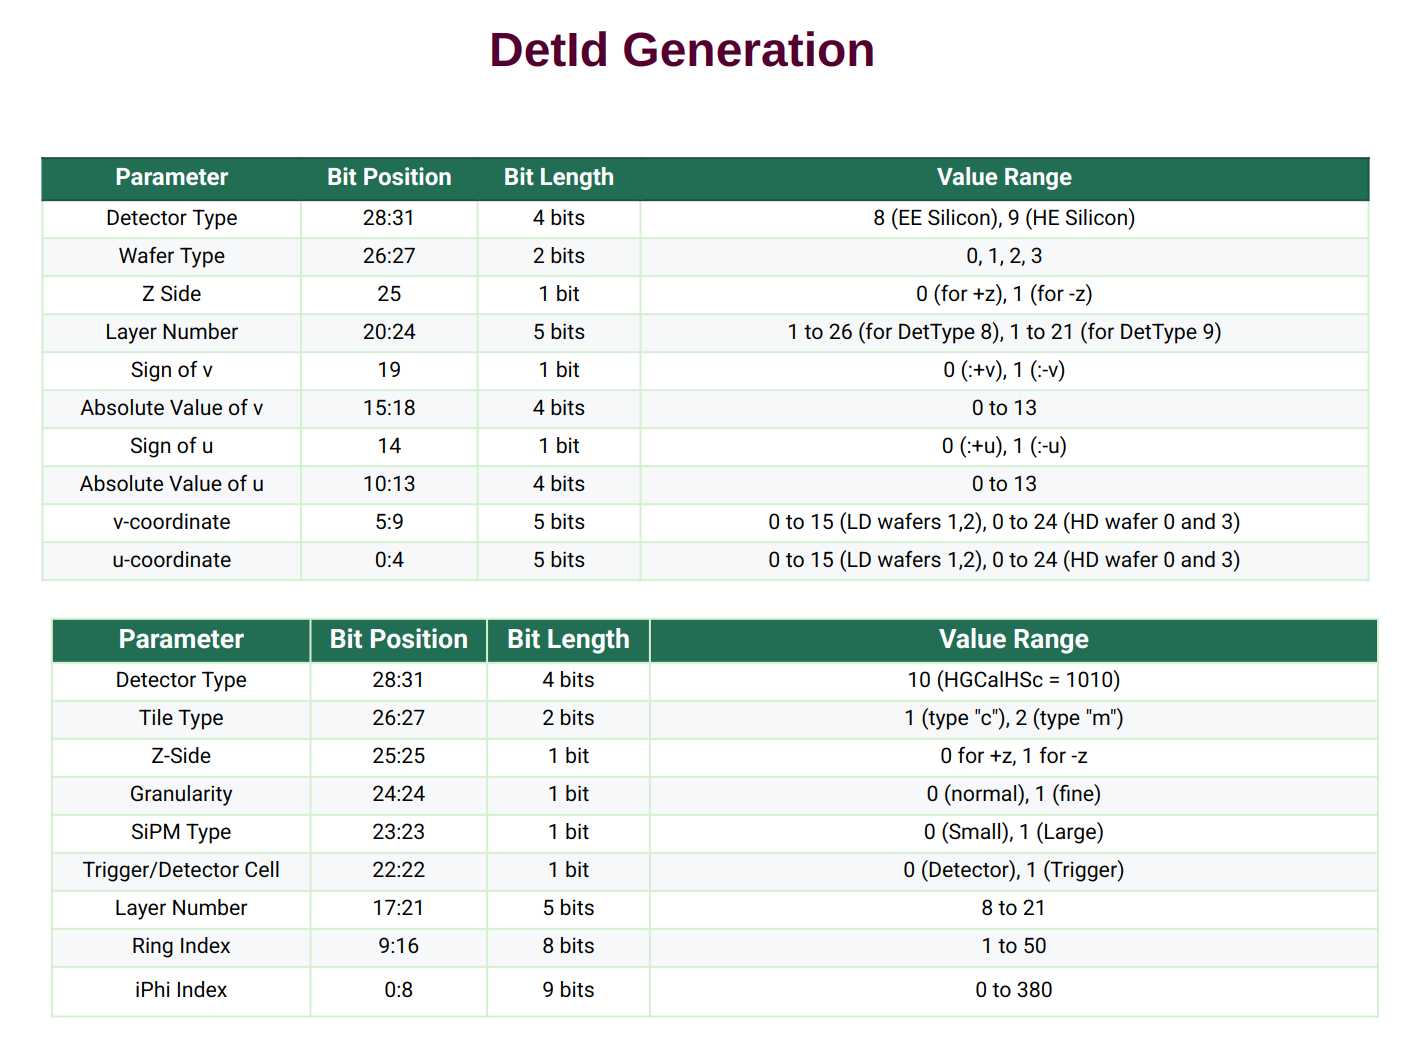 DetId Generation
Parameter Bit Position Bit Length Value Range
Detector Type 28:31 4 bits 8 (EE Silicon), 9 (HE Silicon)
Wafer Type 26:27 2 bits 0, 1, 2, 3
Z Side 25 1 bit 0 (for +z), 1 (for -z)
Layer Number 20:24 5 bits 1 to 26 (for DetType 8), 1 to 21 (for DetType 9)
Sign of v 19 1 bit 0 (:+v), 1 (:-v)
Absolute Value of v 15:18 4 bits 0 to 13
Sign of u 14 1 bit 0 (:+u), 1 (:-u)
Absolute Value of u 10:13 4 bits 0 to 13
v-coordinate 5:9 5 bits 0 to 15 (LD wafers 1,2), 0 to 24 (HD wafer 0 and 3)
u-coordinate 0:4 5 bits 0 to 15 (LD wafers 1,2), 0 to 24 (HD wafer 0 and 3)
Parameter Bit Position Bit Length Value Range
Detector Type 28:31 4 bits 10 (HGCalHSc = 1010)
Tile Type 26:27 2 bits 1 (type "c"), 2 (type "m")
Z-Side 25:25 1 bit 0 for +z, 1 for -z
Granularity 24:24 1 bit 0 (normal), 1 (fine)
SiPM Type 23:23 1 bit 0 (Small), 1 (Large)
Trigger/Detector Cell 22:22 1 bit 0 (Detector), 1 (Trigger)
Layer Number 17:21 5 bits 8 to 21
Ring Index 9:16 8 bits 1 to 50
iPhi Index 0:8 9 bits 0 to 380